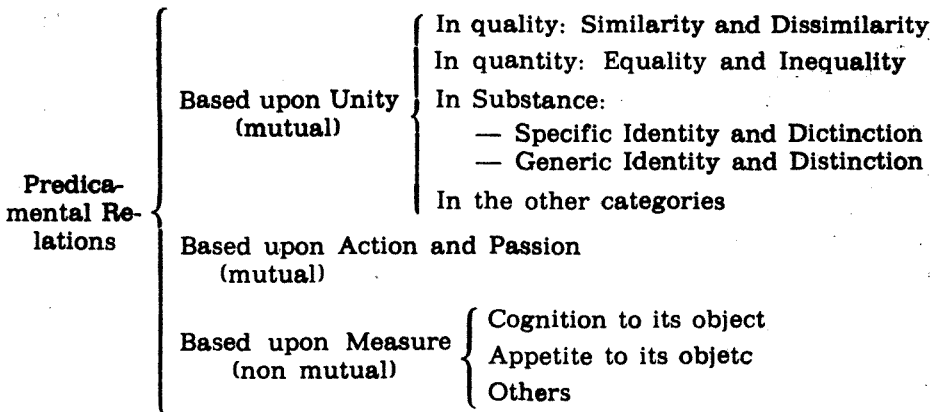 In quality: Similarity and Dissimilarity
In quantity: Equality and Inequality
Based upon Unity
(mutual)
In Substance:
— Specific Identity and Dictinction
— Generic Identity and Distinction
In the other categories
Predica-
mental Re-
lations
Based upon Action and Passion
(mutual)
Based upon Measure
(non mutual)
Cognition to its object
Appetite to its objetc
Others